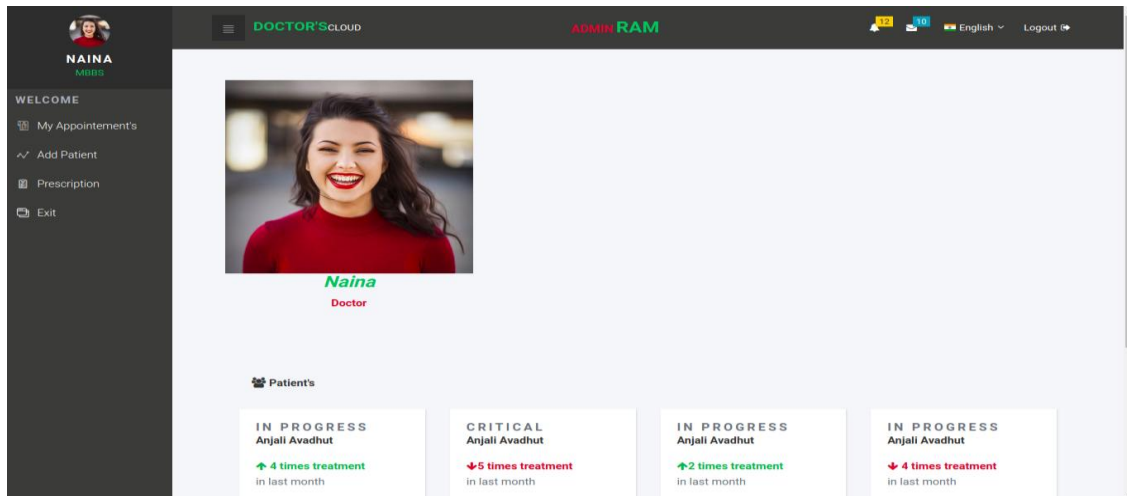 NAINA
MBBS
WELCOME
My Appointement's
Add Patient
Prescription
Exit
DOCTOR'SCLOUD
ADMIN RAM
12
10
English
Logout
Naina
Doctor
Patient's
IN PROGRESS
Anjali Avadhut
4 times treatment
in last month
CRITICAL
Anjali Avadhut
5 times treatment
in last month
IN PROGRESS
Anjali Avadhut
2 times treatment
in last month
IN PROGRESS
Anjali Avadhut
4 times treatment
in last month